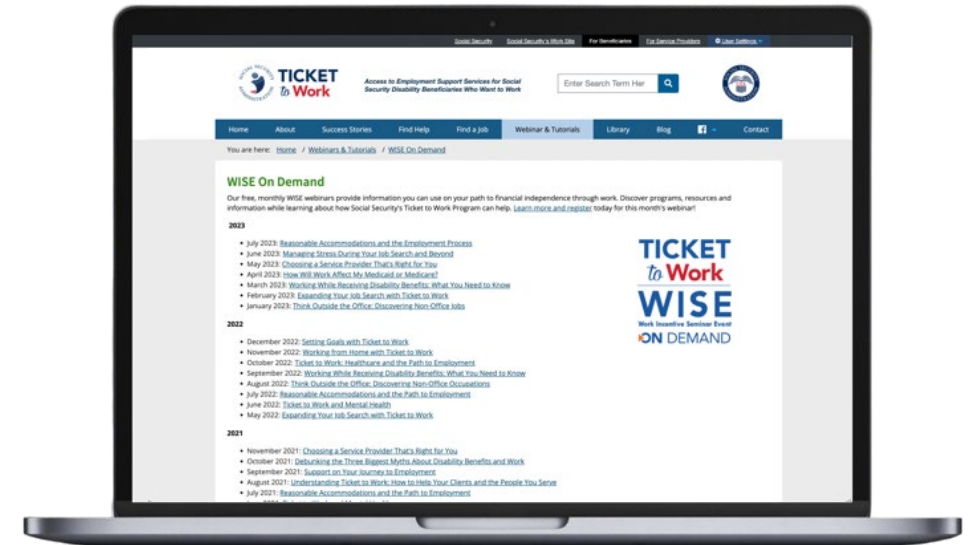 Social Security Social Security's Work Site For Beneficiaries For Service Providers User Settings
SOCIAL SECURITY ADMINISTRATION
TICKET
to Work
Access to Employment Support Services for Social
Security Disability Beneficiaries Who Want to Work
Enter Search Term Her
Home About Success Stories Find Help Find a Job Webinar & Tutorials Library Blog Contact
You are here: Home / Webinars & Tutorials / WISE On Demand
WISE On Demand
Our free, monthly WISE webinars provide information you can use on your path to financial independence through work. Discover programs, resources and
information while learning about how Social Security's Ticket to Work Program can help. Learn more and register today for this month's webinar!
2023
• July 2023: Reasonable Accommodations and the Employment Process
• June 2023: Managing Stress During Your Job Search and Beyond
• May 2023: Choosing a Service Provider That's Right for You
• April 2023: How Will Work Affect My Medicaid or Medicare?
• March 2023: Working While Receiving Disability Benefits: What You Need to Know
• February 2023: Expanding Your Job Search with Ticket to Work
• January 2023: Think Outside the Office: Discovering Non-Office Jobs
TICKET
to Work
WISE
Work Incentive Seminar Event
ON DEMAND
2022
• December 2022: Setting Goals with Ticket to Work
• November 2022: Working from Home with Ticket to Work
• October 2022: Ticket to Work: Healthcare and the Path to Employment
• September 2022: Working While Receiving Disability Benefits: What You Need to Know
• August 2022: Think Outside the Office: Discovering Non-Office Occupations
• July 2022: Reasonable Accommodations and the Path to Employment
• June 2022: Ticket to Work and Mental Health
• May 2022: Expanding Your Job Search with Ticket to Work
2021
• November 2021: Choosing a Service Provider That's Right for You
• October 2021: Debunking the Three Biggest Myths About Disability Benefits and Work
• September 2021: Support on Your Journey to Employment
• August 2021: Understanding Ticket to Work: How to Help Your Clients and the People You Serve
• July 2021: Reasonable Accommodations and the Path to Employment